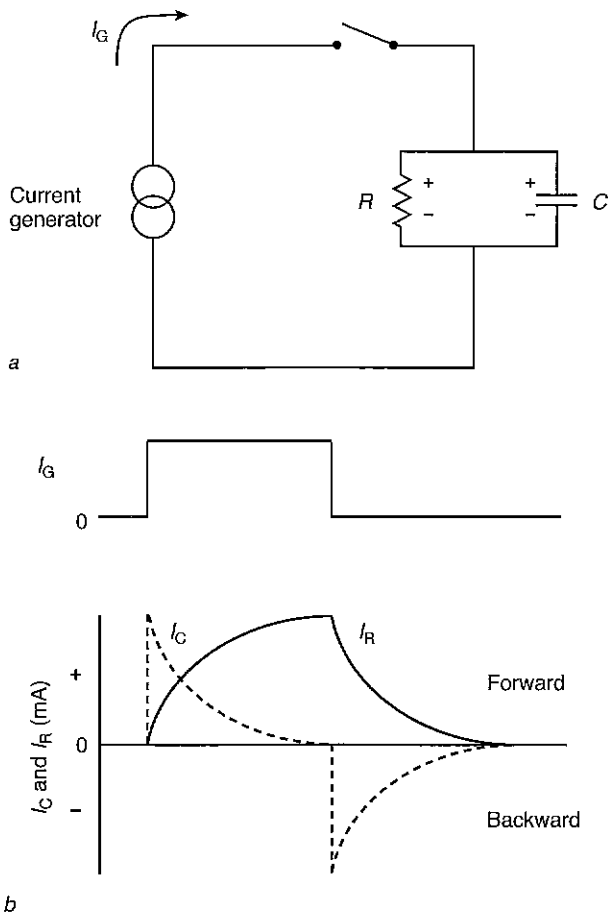 I_G
Current
generator
R
+
−
+
−
C
a
I_G
0
I_C
I_R
+
Forward
0
−
Backward
I_C and I_R (mA)
b